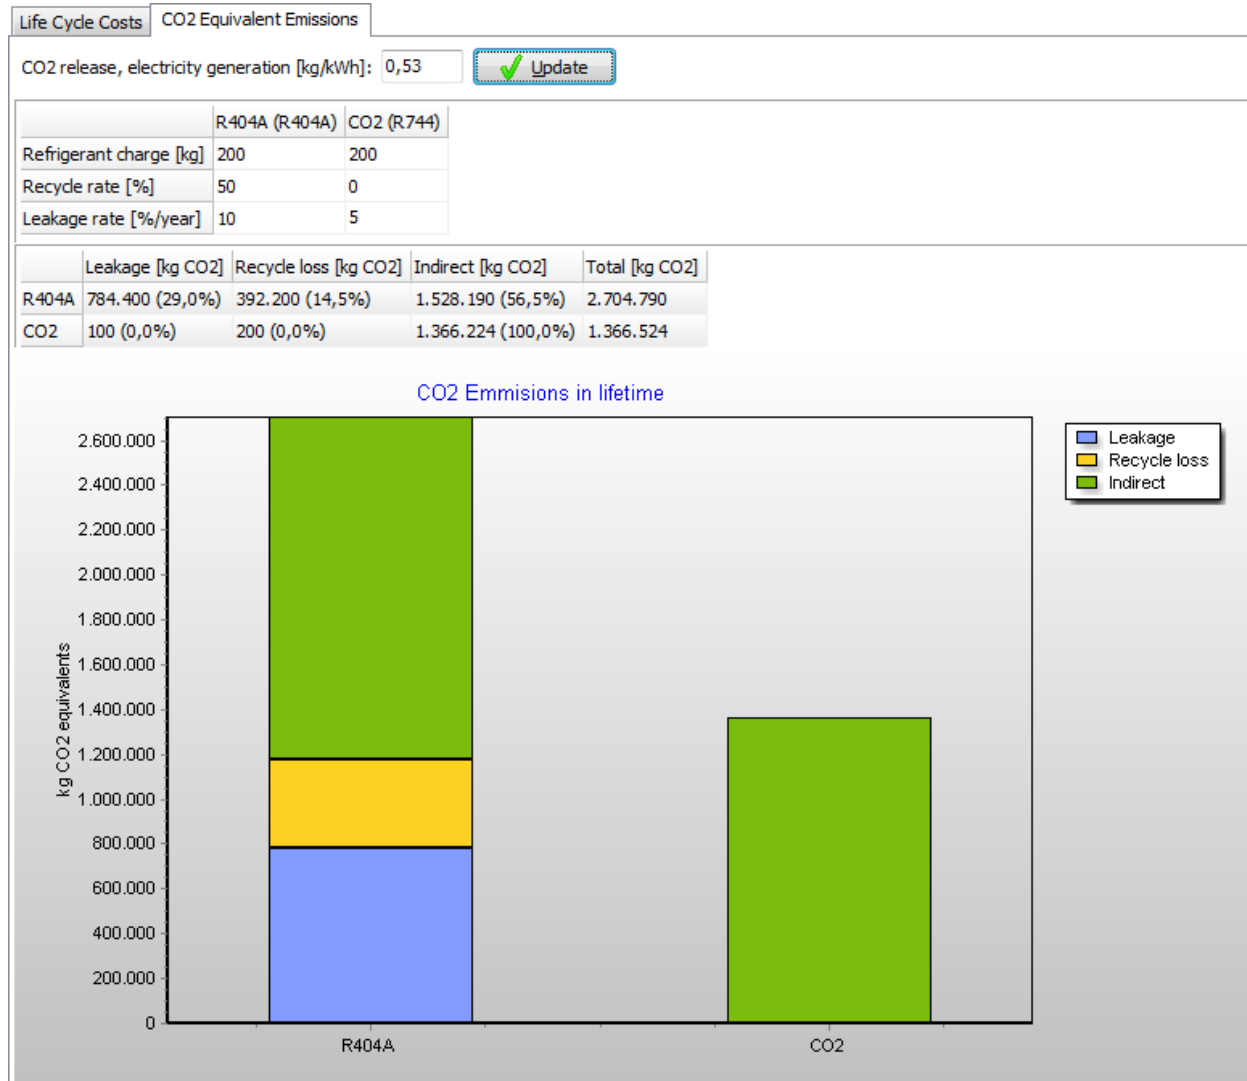 Life Cycle Costs CO2 Equivalent Emissions
CO2 release, electricity generation [kg/kWh]: 0,53 Update
R404A (R404A) CO2 (R744)
Refrigerant charge [kg] 200 200
Recycle rate [%] 50 0
Leakage rate [%/year] 10 5
Leakage [kg CO2] Recycle loss [kg CO2] Indirect [kg CO2] Total [kg CO2]
R404A 784.400 (29,0%) 392.200 (14,5%) 1.528.190 (56,5%) 2.704.790
CO2 100 (0,0%) 200 (0,0%) 1.366.224 (100,0%) 1.366.524
CO2 Emmisions in lifetime
Leakage
Recycle loss
Indirect
kg CO2 equivalents
2.600.000
2.400.000
2.200.000
2.000.000
1.800.000
1.600.000
1.400.000
1.200.000
1.000.000
800.000
600.000
400.000
200.000
0
R404A CO2